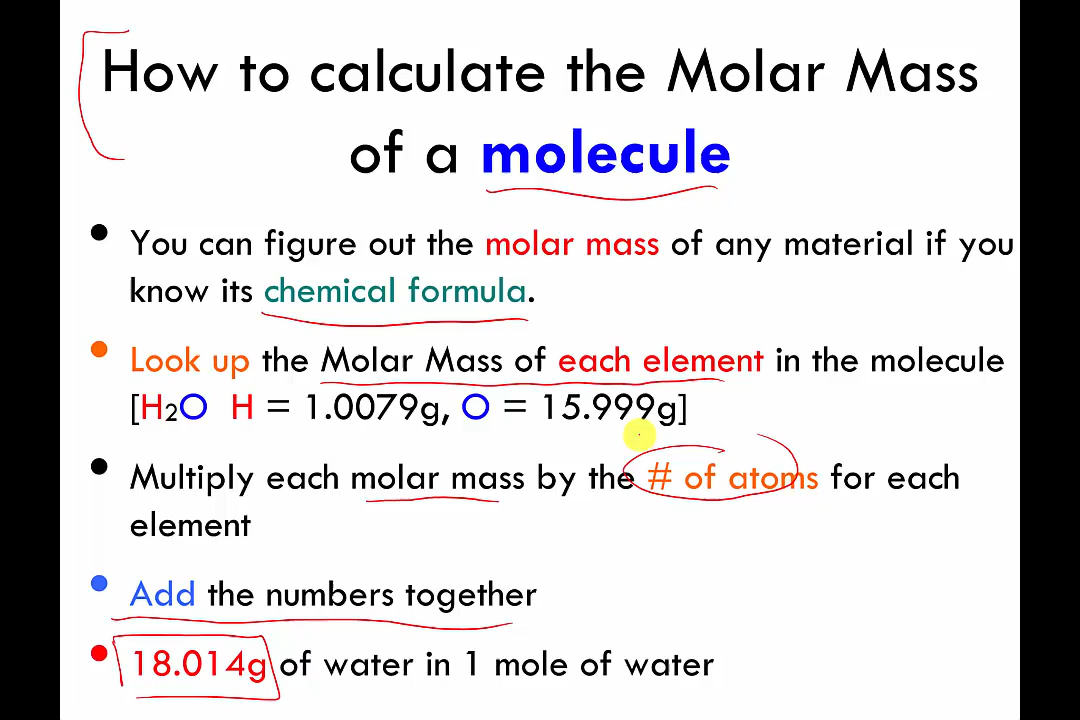 How to calculate the Molar Mass
of a molecule
• You can figure out the molar mass of any material if you
know its chemical formula.
• Look up the Molar Mass of each element in the molecule
[H₂O H = 1.0079g, O = 15.999g]
• Multiply each molar mass by the # of atoms for each
element
• Add the numbers together
• 18.014g of water in 1 mole of water